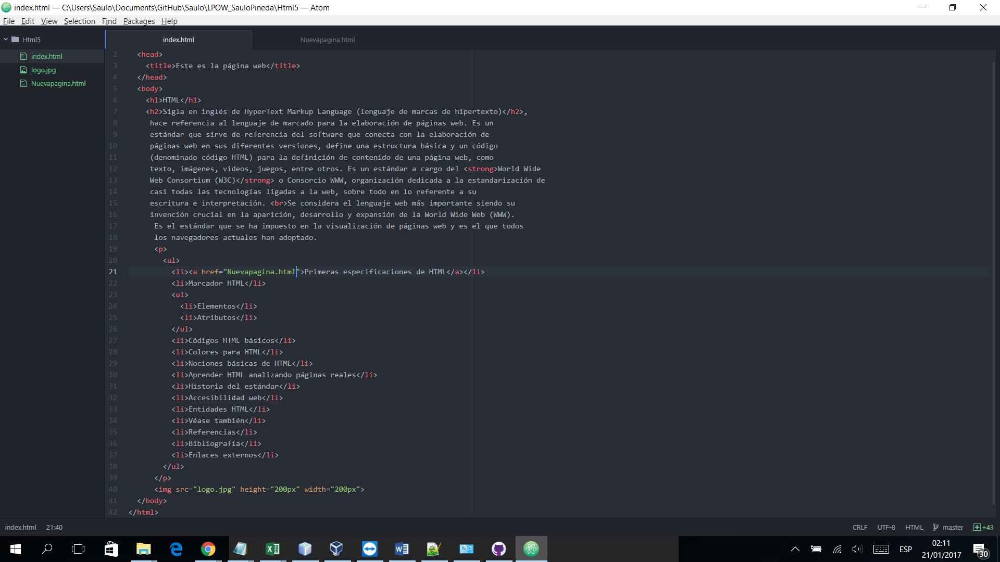 index.html — C:\Users\Saulo\Documents\GitHub\Saulo\LPOW_SauloPineda\Html5 — Atom
File Edit View Selection Find Packages Help
Html5
index.html
logo.jpg
Nuevapagina.html
index.html Nuevapagina.html
2 <head>
3 <title>Este es la página web</title>
4 </head>
5 <body>
6 <h1>HTML</h1>
7 <h2>Sigla en inglés de HyperText Markup Language (lenguaje de marcas de hipertexto)</h2>,
8 hace referencia al lenguaje de marcado para la elaboración de páginas web. Es un
9 estándar que sirve de referencia del software que conecta con la elaboración de
10 páginas web en sus diferentes versiones, define una estructura básica y un código
11 (denominado código HTML) para la definición de contenido de una página web, como
12 texto, imágenes, videos, juegos, entre otros. Es un estándar a cargo del <strong>World Wide
13 Web Consortium (W3C)</strong> o Consorcio WWW, organización dedicada a la estandarización de
14 casi todas las tecnologías ligadas a la web, sobre todo en lo referente a su
15 escritura e interpretación. <br>Se considera el lenguaje web más importante siendo su
16 invención crucial en la aparición, desarrollo y expansión de la World Wide Web (WWW).
17 Es el estándar que se ha impuesto en la visualización de páginas web y es el que todos
18 los navegadores actuales han adoptado.
19 <p>
20 <ul>
21 <li><a href="Nuevapagina.html">Primeras especificaciones de HTML</a></li>
22 <li>Marcador HTML</li>
23 <ul>
24 <li>Elementos</li>
25 <li>Atributos</li>
26 </ul>
27 <li>Códigos HTML básicos</li>
28 <li>Colores para HTML</li>
29 <li>Nociones básicas de HTML</li>
30 <li>Aprender HTML analizando páginas reales</li>
31 <li>Historia del estándar</li>
32 <li>Accesibilidad web</li>
33 <li>Entidades HTML</li>
34 <li>Véase también</li>
35 <li>Referencias</li>
36 <li>Bibliografía</li>
37 <li>Enlaces externos</li>
38 </ul>
39 </p>
40 <img src="logo.jpg" height="200px" width="200px">
41 </body>
42 </html>
index.html 21:40 CRLF UTF-8 HTML master +43
ESP
02:11
21/01/2017
30